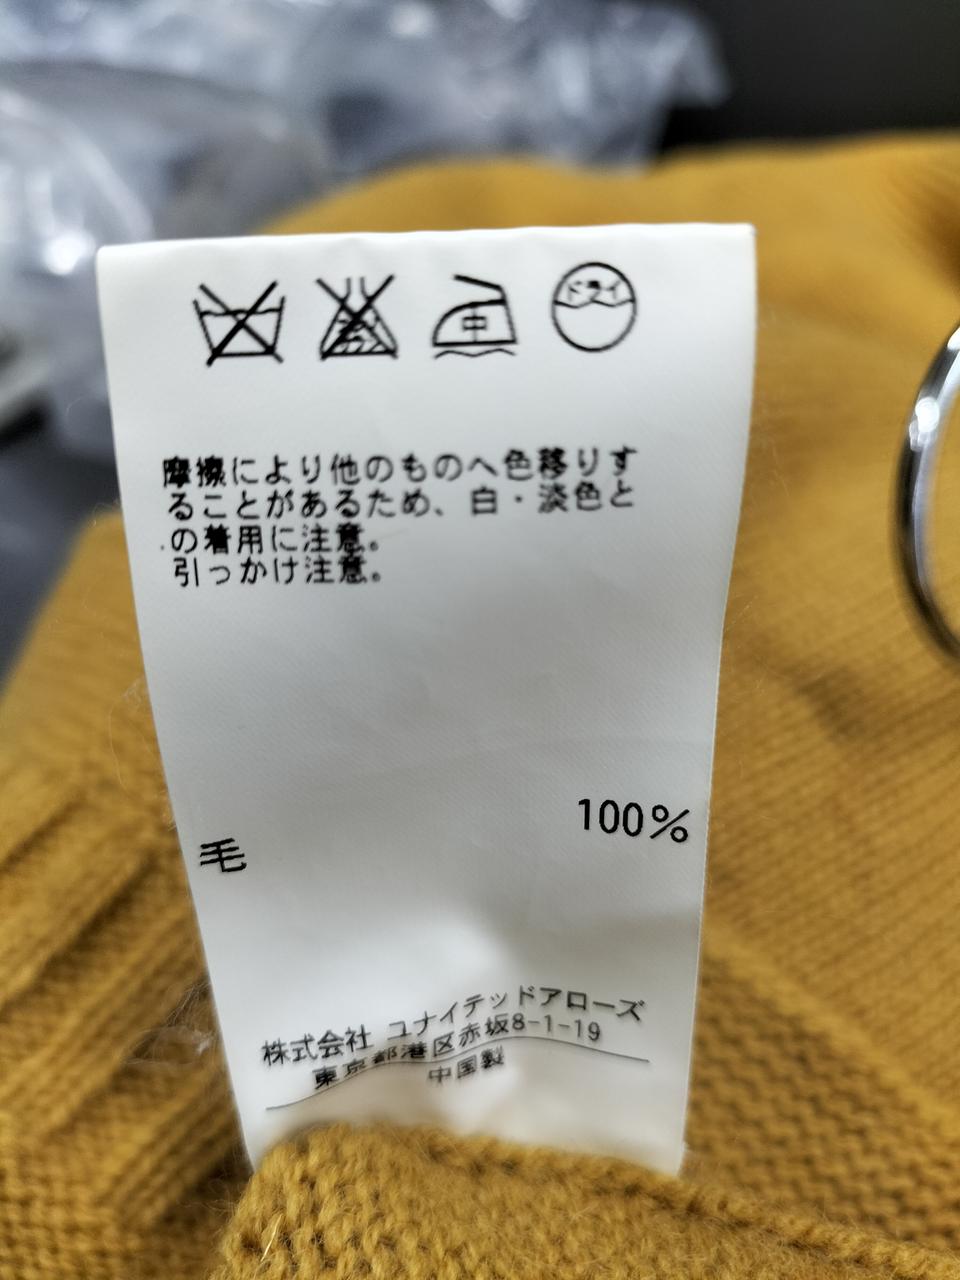 中
ドライ
摩擦により他のものへ色移りす
ることがあるため、白・淡色と
の着用に注意。
引っかけ注意。
毛 100%
株式会社 ユナイテッドアローズ
東京都港区赤坂8-1-19
中国製